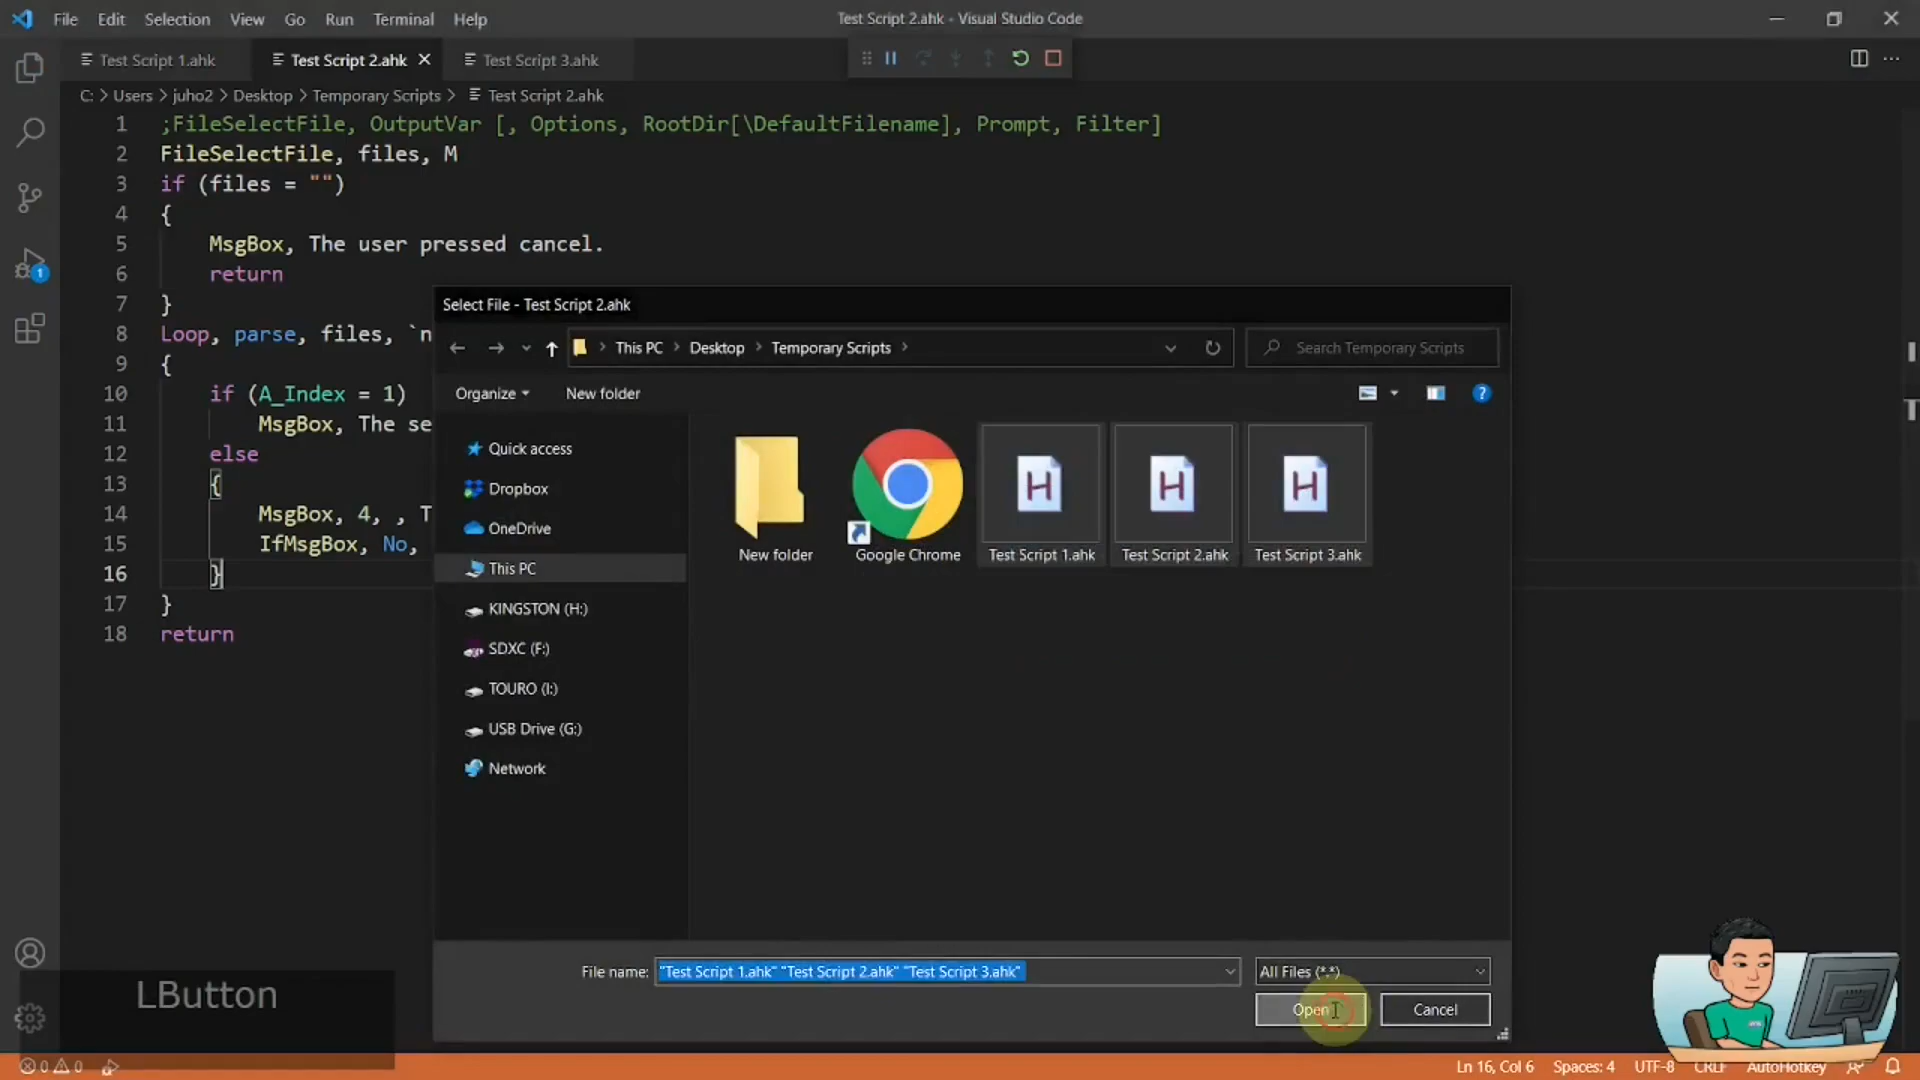 File Edit Selection View Go Run Terminal Help
Test Script 2.ahk - Visual Studio Code
Test Script 1.ahk
Test Script 2.ahk
Test Script 3.ahk
C: > Users > juho2 > Desktop > Temporary Scripts > Test Script 2.ahk
1 ;FileSelectFile, OutputVar [, Options, RootDir[\DefaultFilename], Prompt, Filter]
2 FileSelectFile, files, M
3 if (files = "")
4 {
5 MsgBox, The user pressed cancel.
6 return
7 }
8 Loop, parse, files, `n
9 {
10 if (A_Index = 1)
11 MsgBox, The se
12 else
13 {
14 MsgBox, 4, , T
15 IfMsgBox, No,
16 }
17 }
18 return
1
Select File - Test Script 2.ahk
This PC > Desktop > Temporary Scripts >
Search Temporary Scripts
Organize
New folder
?
Quick access
Dropbox
OneDrive
This PC
KINGSTON (H:)
SDXC (F:)
TOURO (I:)
USB Drive (G:)
Network
New folder
Google Chrome
Test Script 1.ahk
Test Script 2.ahk
Test Script 3.ahk
File name: "Test Script 1.ahk" "Test Script 2.ahk" "Test Script 3.ahk"
All Files (*.*)
Open
Cancel
LButton
0 0
Ln 16, Col 6 Spaces: 4 UTF-8 CRLF AutoHotkey